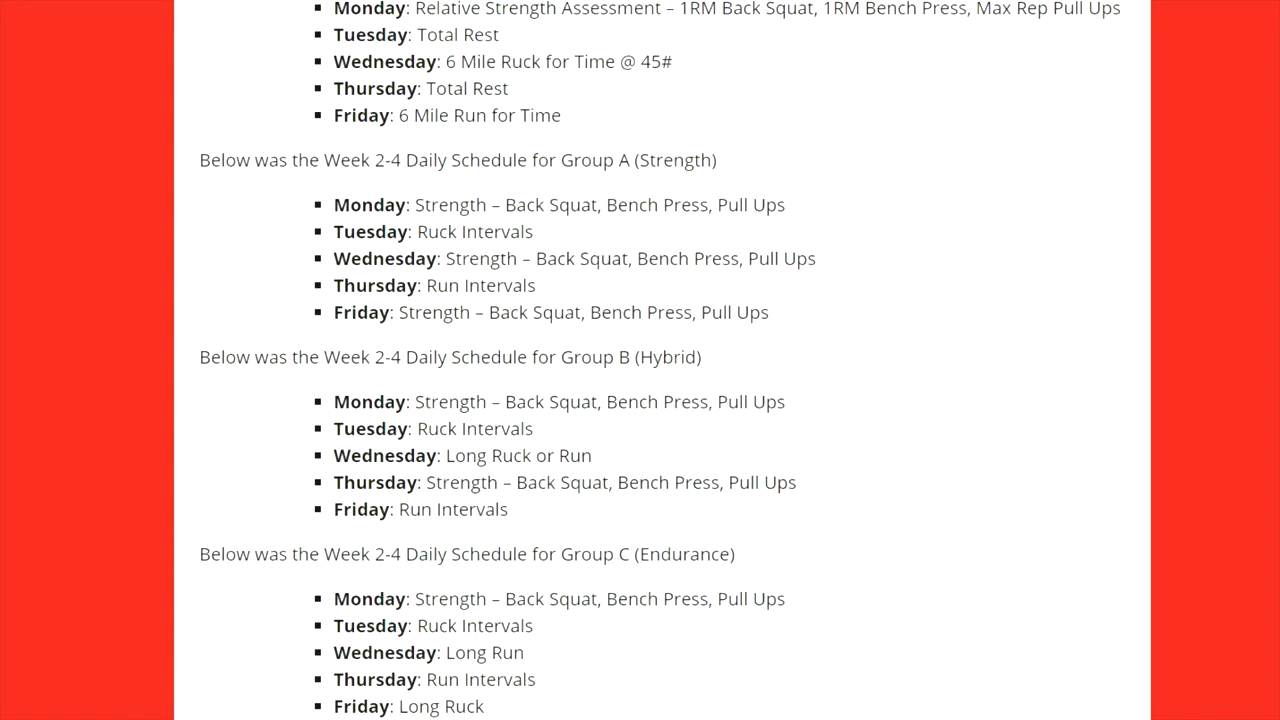 ▪ Monday: Relative Strength Assessment – 1RM Back Squat, 1RM Bench Press, Max Rep Pull Ups
▪ Tuesday: Total Rest
▪ Wednesday: 6 Mile Ruck for Time @ 45#
▪ Thursday: Total Rest
▪ Friday: 6 Mile Run for Time
Below was the Week 2-4 Daily Schedule for Group A (Strength)
▪ Monday: Strength – Back Squat, Bench Press, Pull Ups
▪ Tuesday: Ruck Intervals
▪ Wednesday: Strength – Back Squat, Bench Press, Pull Ups
▪ Thursday: Run Intervals
▪ Friday: Strength – Back Squat, Bench Press, Pull Ups
Below was the Week 2-4 Daily Schedule for Group B (Hybrid)
▪ Monday: Strength – Back Squat, Bench Press, Pull Ups
▪ Tuesday: Ruck Intervals
▪ Wednesday: Long Ruck or Run
▪ Thursday: Strength – Back Squat, Bench Press, Pull Ups
▪ Friday: Run Intervals
Below was the Week 2-4 Daily Schedule for Group C (Endurance)
▪ Monday: Strength – Back Squat, Bench Press, Pull Ups
▪ Tuesday: Ruck Intervals
▪ Wednesday: Long Run
▪ Thursday: Run Intervals
▪ Friday: Long Ruck